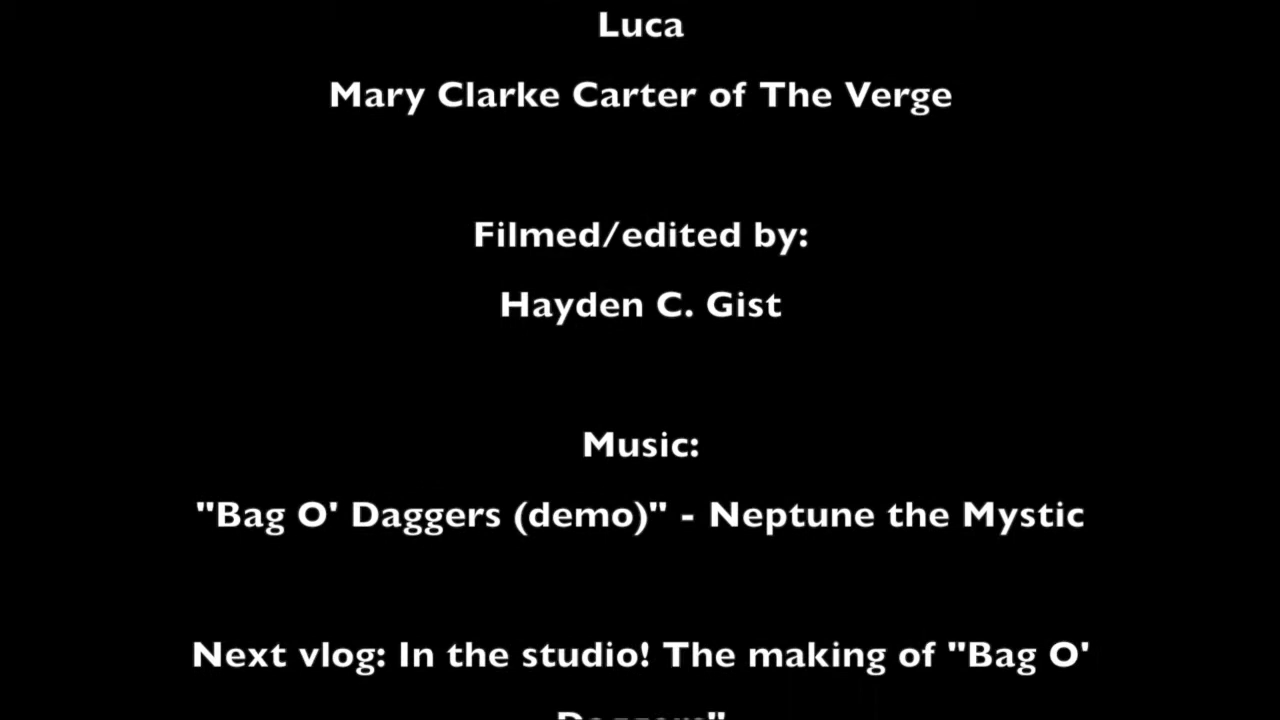 Luca
Mary Clarke Carter of The Verge
Filmed/edited by:
Hayden C. Gist
Music:
"Bag O' Daggers (demo)" - Neptune the Mystic
Next vlog: In the studio! The making of "Bag O'
Daggers"